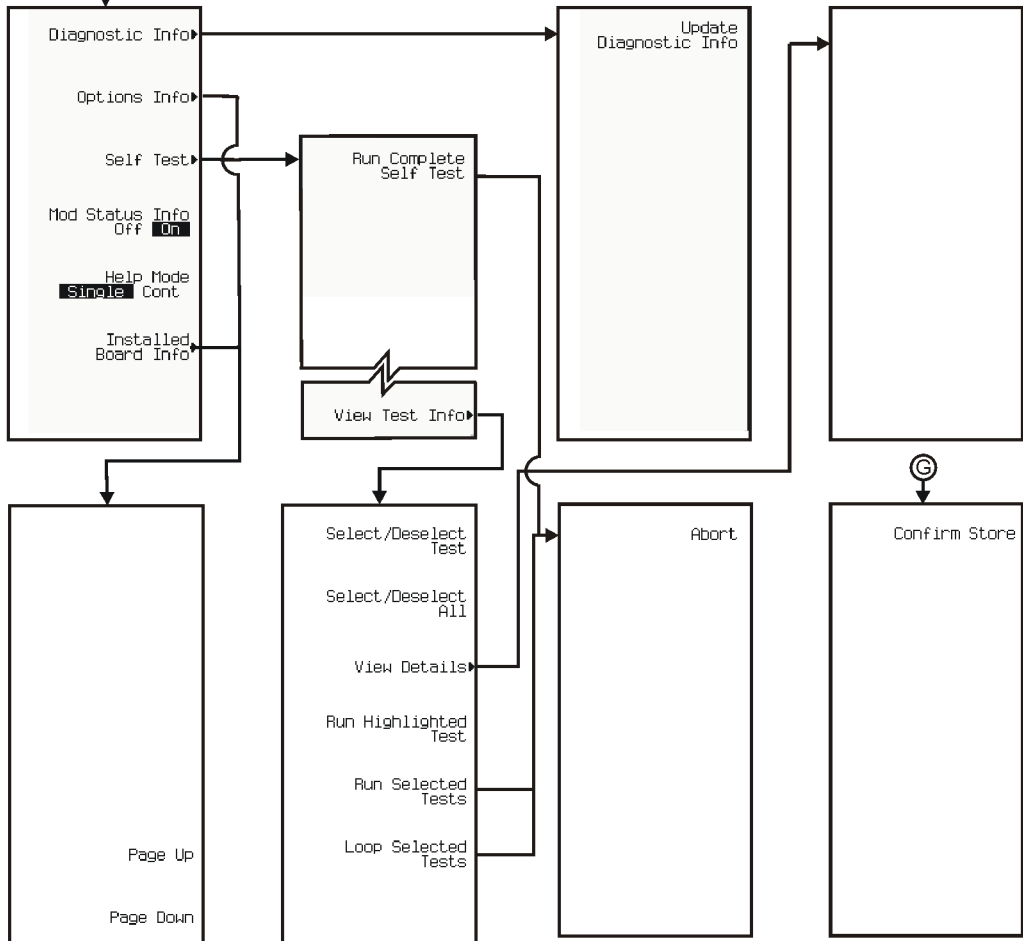 Diagnostic Info
Options Info
Self Test
Mod Status Info
Off On
Help Mode
Single Cont
Installed
Board Info
Run Complete
Self Test
View Test Info
Update
Diagnostic Info
Page Up
Page Down
Select/Deselect
Test
Select/Deselect
All
View Details
Run Highlighted
Test
Run Selected
Tests
Loop Selected
Tests
Abort
G
Confirm Store